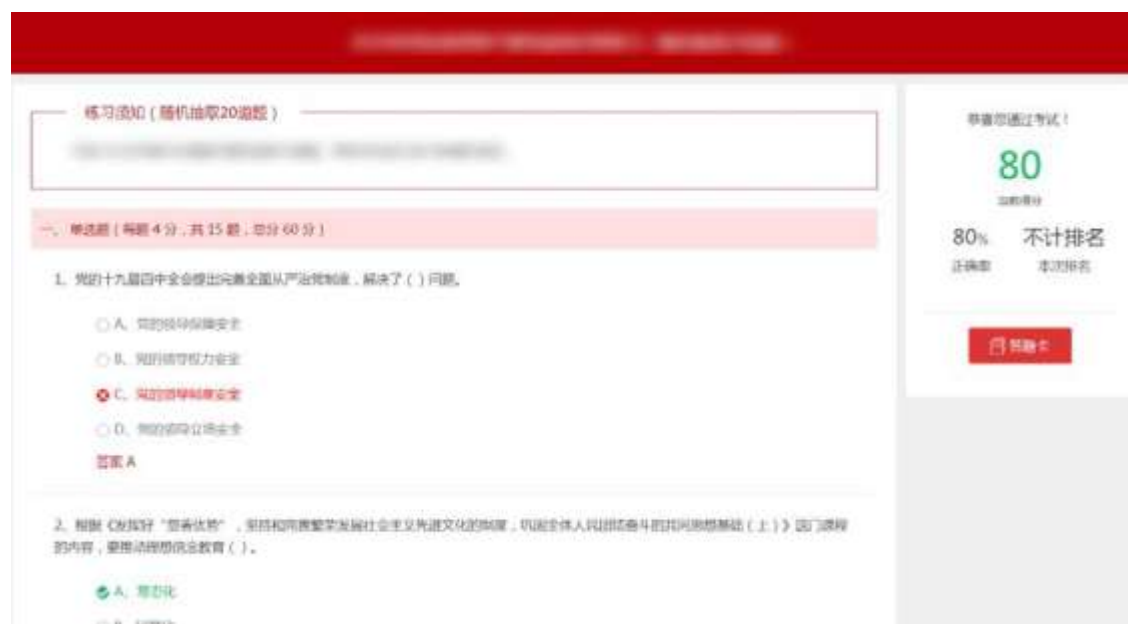 练习须知（随机抽取20道题）
一、单选题（每题 4 分，共 15 题，总分 60 分）
1、党的十九届四中全会提出完善全面从严治党制度，解决了（ ）问题。
A、党的领导保障安全
B、党的领导权力安全
C、党的领导制度安全
D、党的领导立场安全
答案 A
2、根据《发挥好“显著优势”，坚持和完善繁荣发展社会主义先进文化的制度，巩固全体人民团结奋斗的共同思想基础（上）》这门课程
的内容，要推动理想信念教育（ ）。
A、常态化
恭喜您通过考试！
80
当前得分
80% 不计排名
正确率 本次排名
答题卡